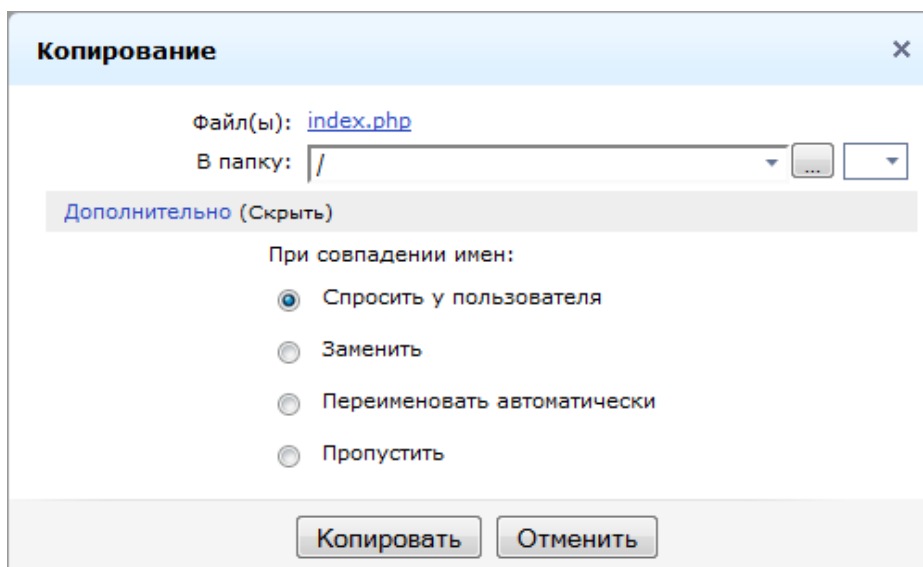 Копирование
Файл(ы): index.php
В папку: /
...
Дополнительно (Скрыть)
При совпадении имен:
Спросить у пользователя
Заменить
Переименовать автоматически
Пропустить
Копировать Отменить